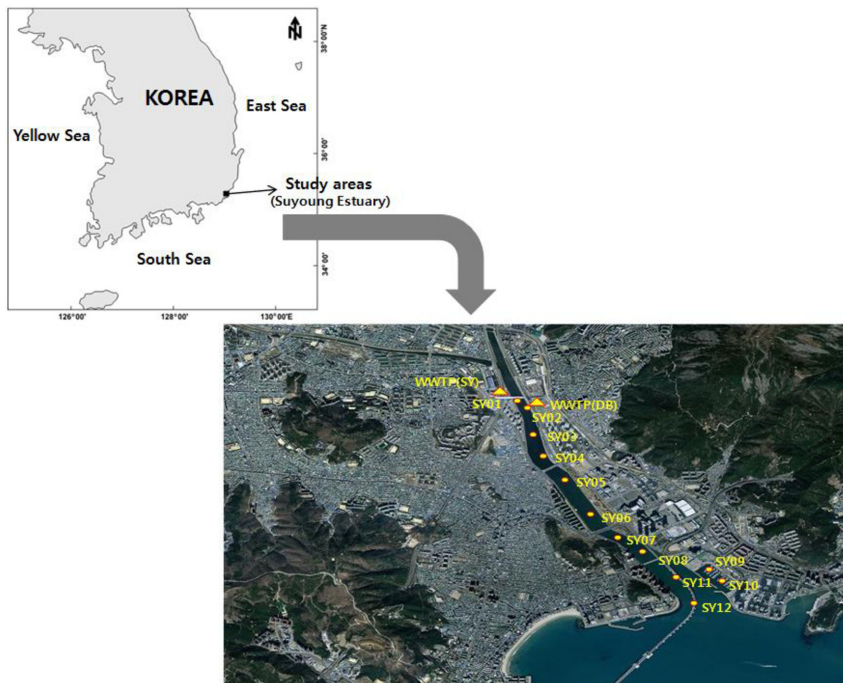 N
38°00'
KOREA
East Sea
Yellow Sea
36°00'
Study areas
(Suyoung Estuary)
South Sea
34°00'
126°00'
128°00'
130°00'E
WWTP(SY)
SY01
WWTP(DB)
SY02
SY03
SY04
SY05
SY06
SY07
SY08
SY09
SY11
SY10
SY12